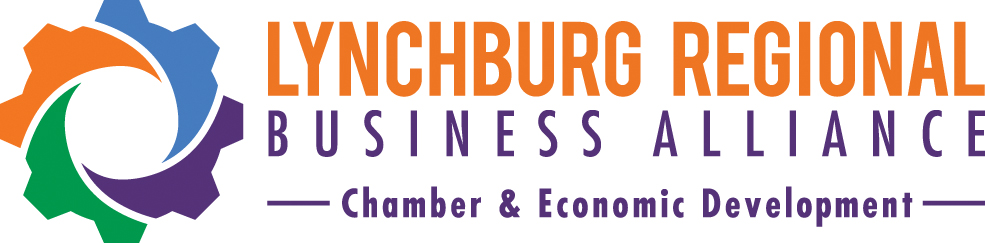 LYNCHBURG REGIONAL
BUSINESS ALLIANCE
Chamber & Economic Development